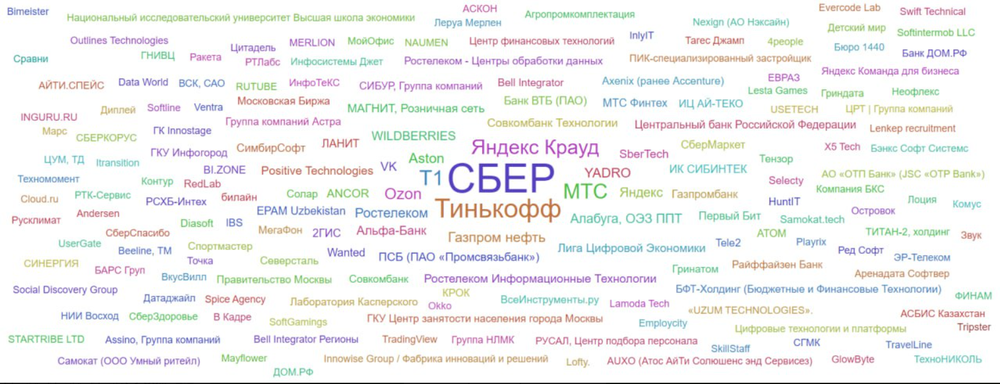 Bimeister
Национальный исследовательский университет Высшая школа экономики
АСКОН
Леруа Мерлен
Агропромкомплектация
Nexign (АО Нэксайн)
Evercode Lab
Swift Technical
Детский мир
Softintermob LLC
Outlines Technologies
Цитадель
MERLION
МойОфис
NAUMEN
Центр финансовых технологий
InlyIT
Тагес Джамп
4people
Бюро 1440
Банк ДОМ.РФ
Сравни
ГНИВЦ
Ракета
РТЛабс
Инфосистемы Джет
Ростелеком - Центры обработки данных
ПИК-специализированный застройщик
Яндекс Команда для бизнеса
АЙТИ.СПЕЙС
Data World
ВСК, САО
RUTUBE
ИнфоТеКС
СИБУР, Группа компаний
Bell Integrator
Axenix (ранее Accenture)
ЕВРАЗ
Lesta Games
Гриндата
Неофлекс
Московская Биржа
Банк ВТБ (ПАО)
МТС Финтех
ИЦ АЙ-ТЕКО
Диплей
Softline
Ventra
МАГНИТ, Розничная сеть
USETECH
ЦРТ | Группа компаний
INGURU.RU
Группа компаний Астра
Совкомбанк Технологии
Центральный банк Российской Федерации
Lenkep recruitment
Марс
СБЕРКОРУС
ГК Innostage
WILDBERRIES
ГКУ Инфогород
СимбирСофт
ЛАНИТ
Яндекс Крауд
SberTech
СберМаркет
X5 Tech
Бэнкс Софт Системс
ЦУМ, ТД
Itransition
BI.ZONE
Positive Technologies
VK
Aston
Т1
СБЕР
YADRO
ИК СИБИНТЕК
Тензор
АО «ОТП Банк» (JSC «OTP Bank»)
Техномомент
Контур
RedLab
Selecty
Компания БКС
Cloud.ru
РТК-Сервис
РСХБ-Интех
билайн
Солар
ANCOR
Ozon
МТС
Яндекс
Газпромбанк
HuntIT
Лоция
Комус
Русклимат
Andersen
Diasoft
IBS
EPAM Uzbekistan
Ростелеком
Тинькофф
Алабуга, ОЭЗ ППТ
Первый Бит
Samokat.tech
Островок
СберСпасибо
МегаФон
2ГИС
Альфа-Банк
Газпром нефть
АТОМ
ТИТАН-2, холдинг
Звук
UserGate
Beeline, ТМ
Спортмастер
Wanted
ПСБ (ПАО «Промсвязьбанк»)
Лига Цифровой Экономики
Tele2
Playrix
Ред Софт
ЭР-Телеком
СИНЕРГИЯ
БАРС Груп
Точка
Северсталь
Гринатом
Райффайзен Банк
Аренадата Софтвер
ВкусВилл
Правительство Москвы
Совкомбанк
Ростелеком Информационные Технологии
Social Discovery Group
Датаджайл
Spice Agency
Лаборатория Касперского
КРОК
Okko
ВсеИнструменты.ру
Lamoda Tech
БФТ-Холдинг (Бюджетные и Финансовые Технологии)
ФИНАМ
НИИ Восход
СберЗдоровье
В Кадре
SoftGamings
ГКУ Центр занятости населения города Москвы
Employcity
«UZUM TECHNOLOGIES».
АСБИС Казахстан
Цифровые технологии и платформы
Tripster
STARTRIBE LTD
Assino, Группа компаний
Bell Integrator Регионы
TradingView
Группа НЛМК
РУСАЛ, Центр подбора персонала
SkillStaff
СГМК
TravelLine
Самокат (ООО Умный ритейл)
Mayflower
Innowise Group / Фабрика инноваций и решений
Lofty.
AUXO (Атос АйТи Солюшенс энд Сервисез)
GlowByte
ТехноНИКОЛЬ
ДОМ.РФ